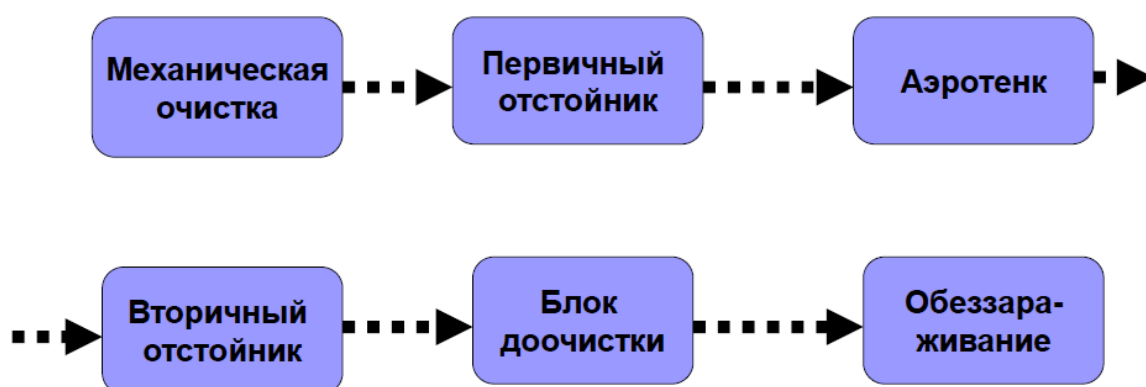 Механическая
очистка
Первичный
отстойник
Аэротенк
Вторичный
отстойник
Блок
доочистки
Обеззара-
живание